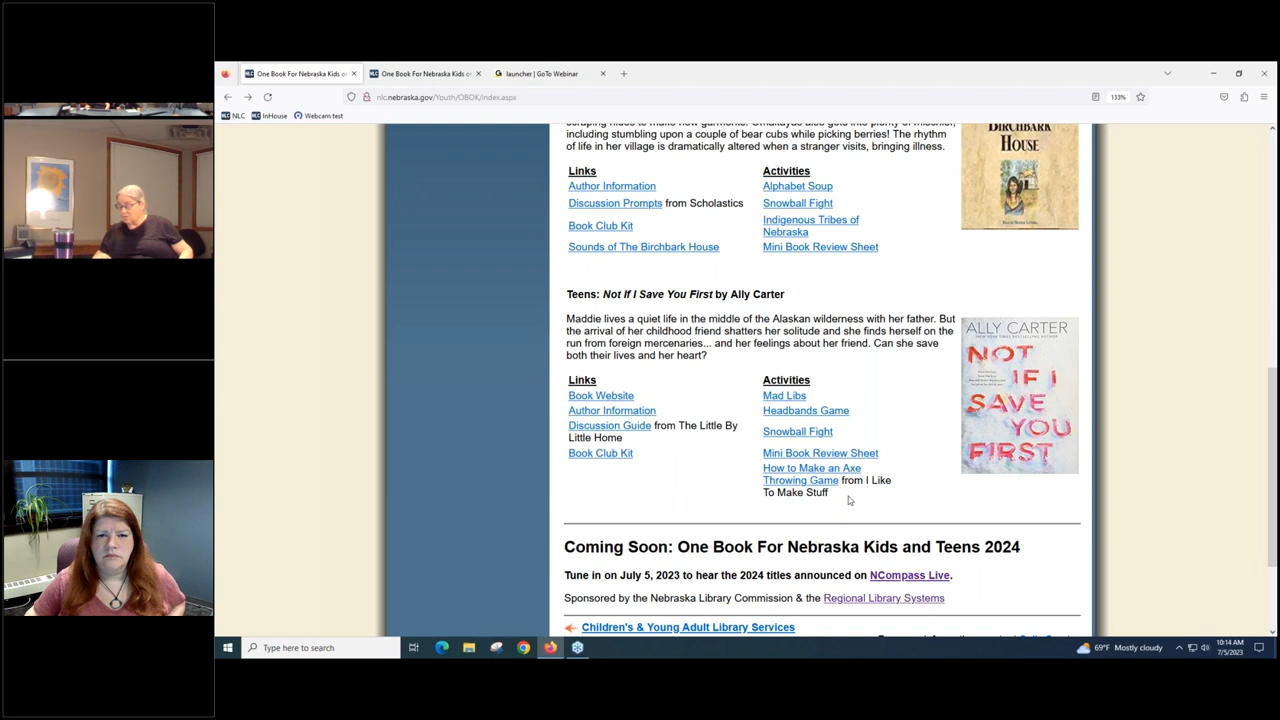 One Book For Nebraska Kids or
One Book For Nebraska Kids or
launcher | GoTo Webinar
nlc.nebraska.gov/Youth/OBOK/index.aspx
133%
NLC
InHouse
Webcam test
including stumbling upon a couple of bear cubs while picking berries! The rhythm
of life in her village is dramatically altered when a stranger visits, bringing illness.
BIRCHBARK
HOUSE
Links
Author Information
Discussion Prompts from Scholastics
Book Club Kit
Sounds of The Birchbark House
Activities
Alphabet Soup
Snowball Fight
Indigenous Tribes of
Nebraska
Mini Book Review Sheet
Teens: Not If I Save You First by Ally Carter
Maddie lives a quiet life in the middle of the Alaskan wilderness with her father. But
the arrival of her childhood friend shatters her solitude and she finds herself on the
run from foreign mercenaries... and her feelings about her friend. Can she save
both their lives and her heart?
ALLY CARTER
NOT
IF I
SAVE
YOU
FIRST
Links
Book Website
Author Information
Discussion Guide from The Little By
Little Home
Book Club Kit
Activities
Mad Libs
Headbands Game
Snowball Fight
Mini Book Review Sheet
How to Make an Axe
Throwing Game from I Like
To Make Stuff
Coming Soon: One Book For Nebraska Kids and Teens 2024
Tune in on July 5, 2023 to hear the 2024 titles announced on NCompass Live.
Sponsored by the Nebraska Library Commission & the Regional Library Systems
Children's & Young Adult Library Services
Type here to search
69°F Mostly cloudy
10:14 AM
7/5/2023